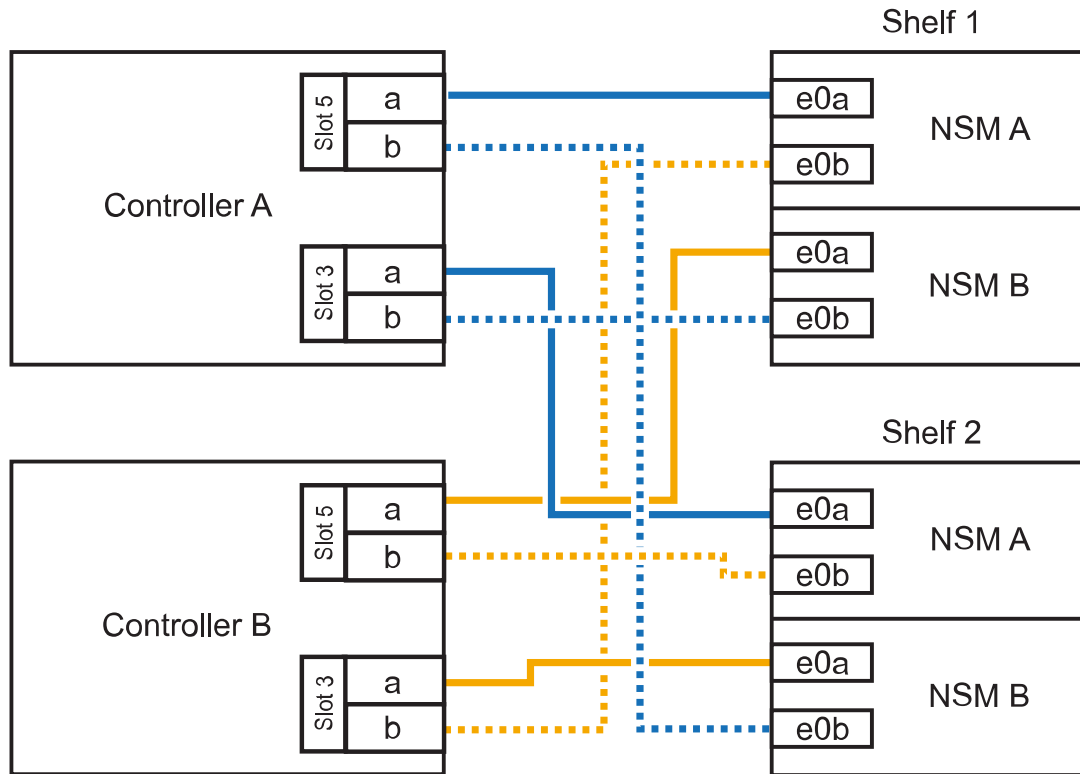 Shelf 1
Slot 5
a
b
Controller A
Slot 3
a
b
e0a
NSM A
e0b
e0a
NSM B
e0b
Shelf 2
Slot 5
a
b
Controller B
Slot 3
a
b
e0a
NSM A
e0b
e0a
NSM B
e0b